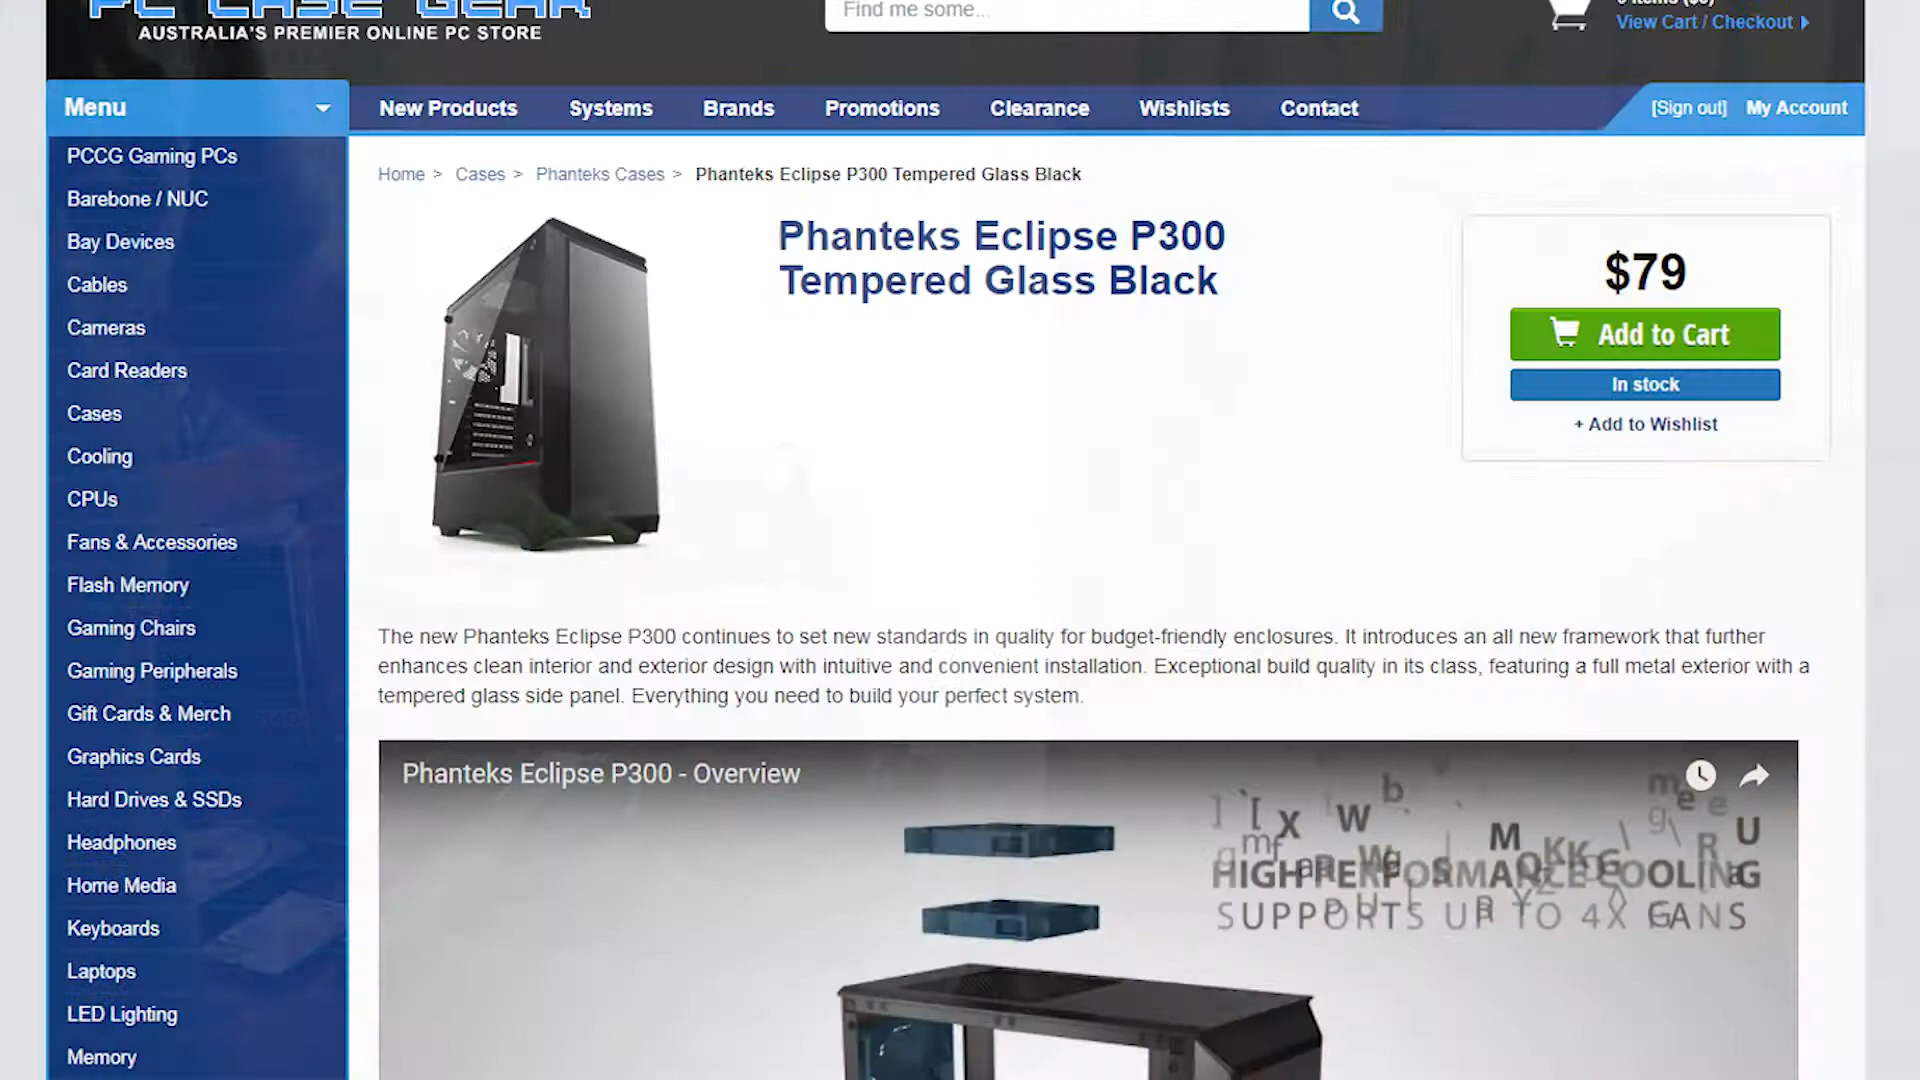 PC CASE GEAR
AUSTRALIA'S PREMIER ONLINE PC STORE
Find me some...
View Cart / Checkout
Menu
New Products
Systems
Brands
Promotions
Clearance
Wishlists
Contact
[Sign out]
My Account
PCCG Gaming PCs
Barebone / NUC
Bay Devices
Cables
Cameras
Card Readers
Cases
Cooling
CPUs
Fans & Accessories
Flash Memory
Gaming Chairs
Gaming Peripherals
Gift Cards & Merch
Graphics Cards
Hard Drives & SSDs
Headphones
Home Media
Keyboards
Laptops
LED Lighting
Memory
Home > Cases > Phanteks Cases > Phanteks Eclipse P300 Tempered Glass Black
Phanteks Eclipse P300
Tempered Glass Black
$79
Add to Cart
In stock
+ Add to Wishlist
The new Phanteks Eclipse P300 continues to set new standards in quality for budget-friendly enclosures. It introduces an all new framework that further
enhances clean interior and exterior design with intuitive and convenient installation. Exceptional build quality in its class, featuring a full metal exterior with a
tempered glass side panel. Everything you need to build your perfect system.
Phanteks Eclipse P300 - Overview